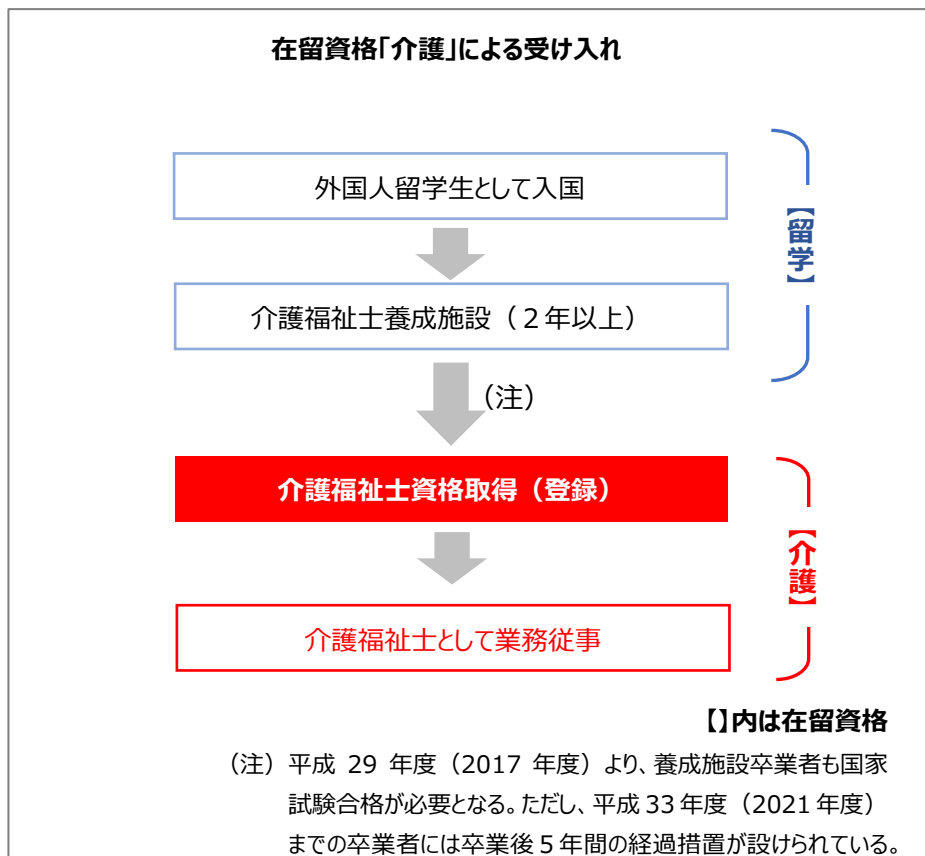 在留資格「介護」による受け入れ
外国人留学生として入国
【留学】
介護福祉士養成施設（２年以上）
（注）
介護福祉士資格取得（登録）
【介護】
介護福祉士として業務従事
【】内は在留資格
（注）平成 29 年度（2017 年度）より、養成施設卒業者も国家
試験合格が必要となる。ただし、平成 33 年度（2021 年度）
までの卒業者には卒業後 5 年間の経過措置が設けられている。